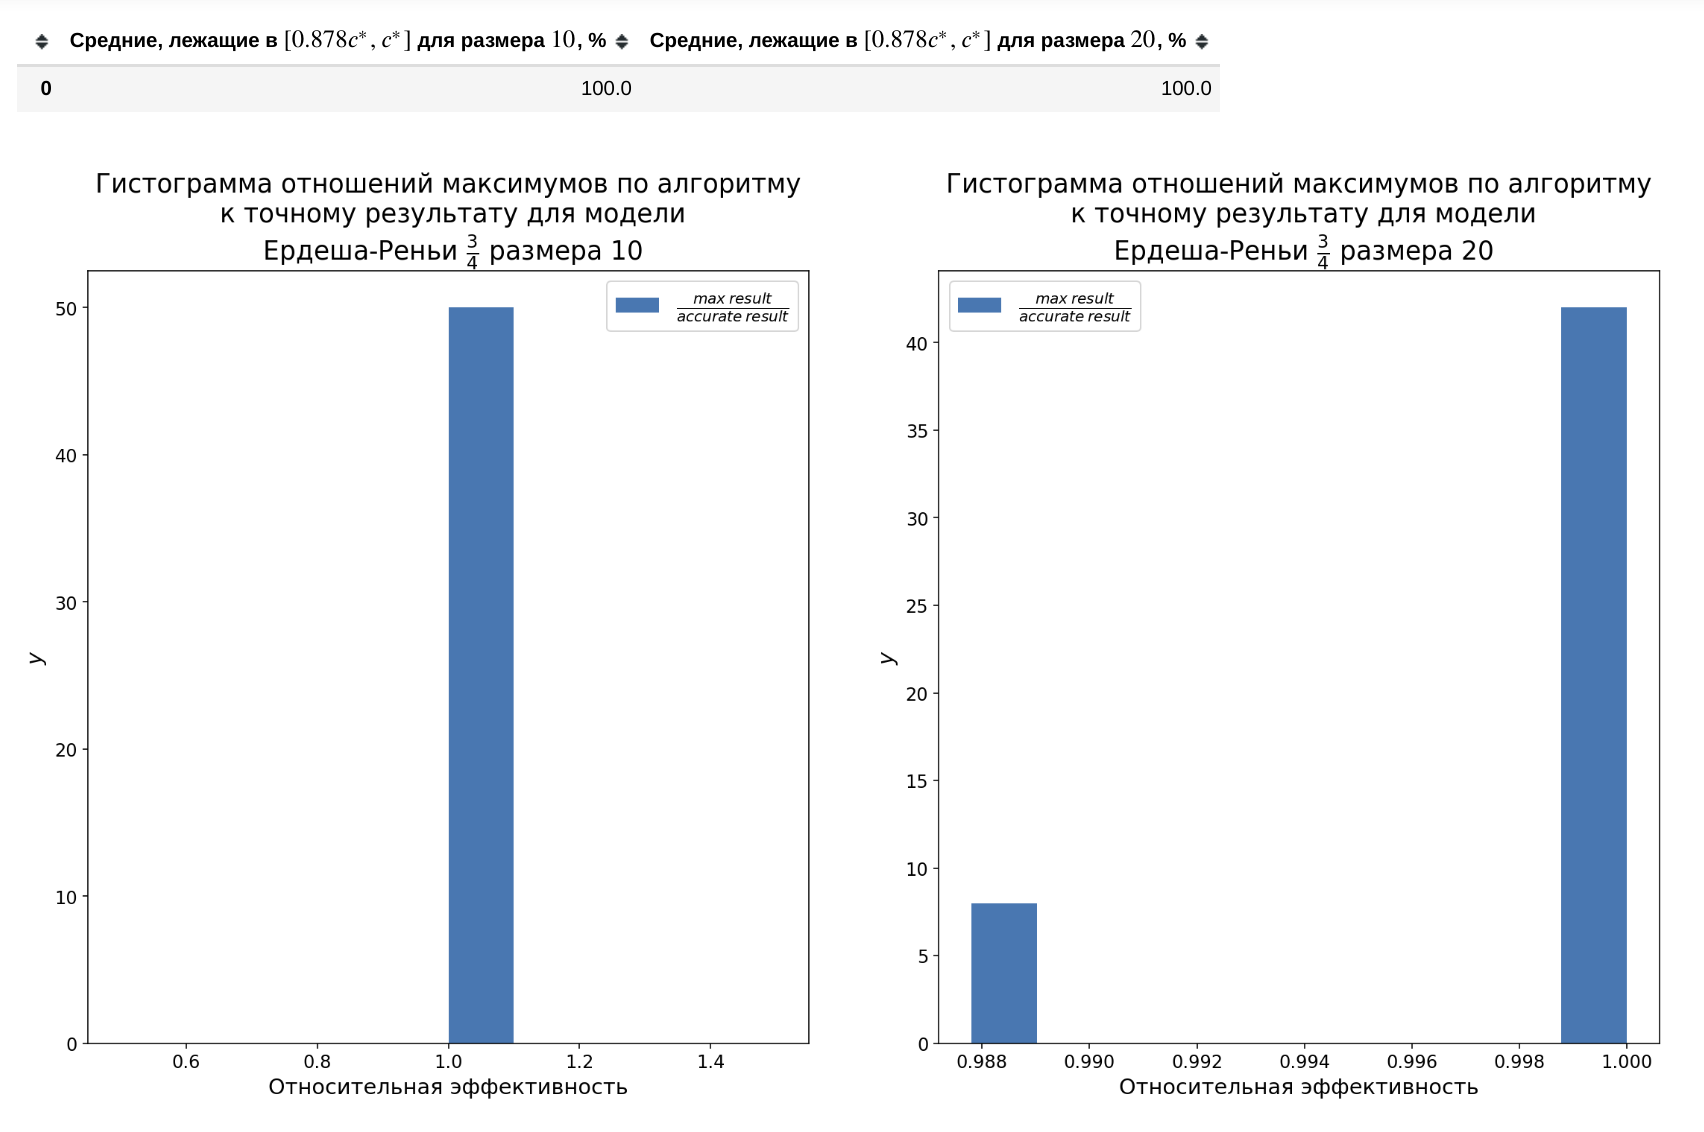 Средние, лежащие в [0.878c*, c*] для размера 10, % Средние, лежащие в [0.878c*, c*] для размера 20, %
0 100.0 100.0
Гистограмма отношений максимумов по алгоритму
к точному результату для модели
Ердеша-Реньи 3/4 размера 10
max result
accurate result
50
40
30
20
10
0
y
0.6 0.8 1.0 1.2 1.4
Относительная эффективность
Гистограмма отношений максимумов по алгоритму
к точному результату для модели
Ердеша-Реньи 3/4 размера 20
max result
accurate result
40
35
30
25
20
15
10
5
0
y
0.988 0.990 0.992 0.994 0.996 0.998 1.000
Относительная эффективность